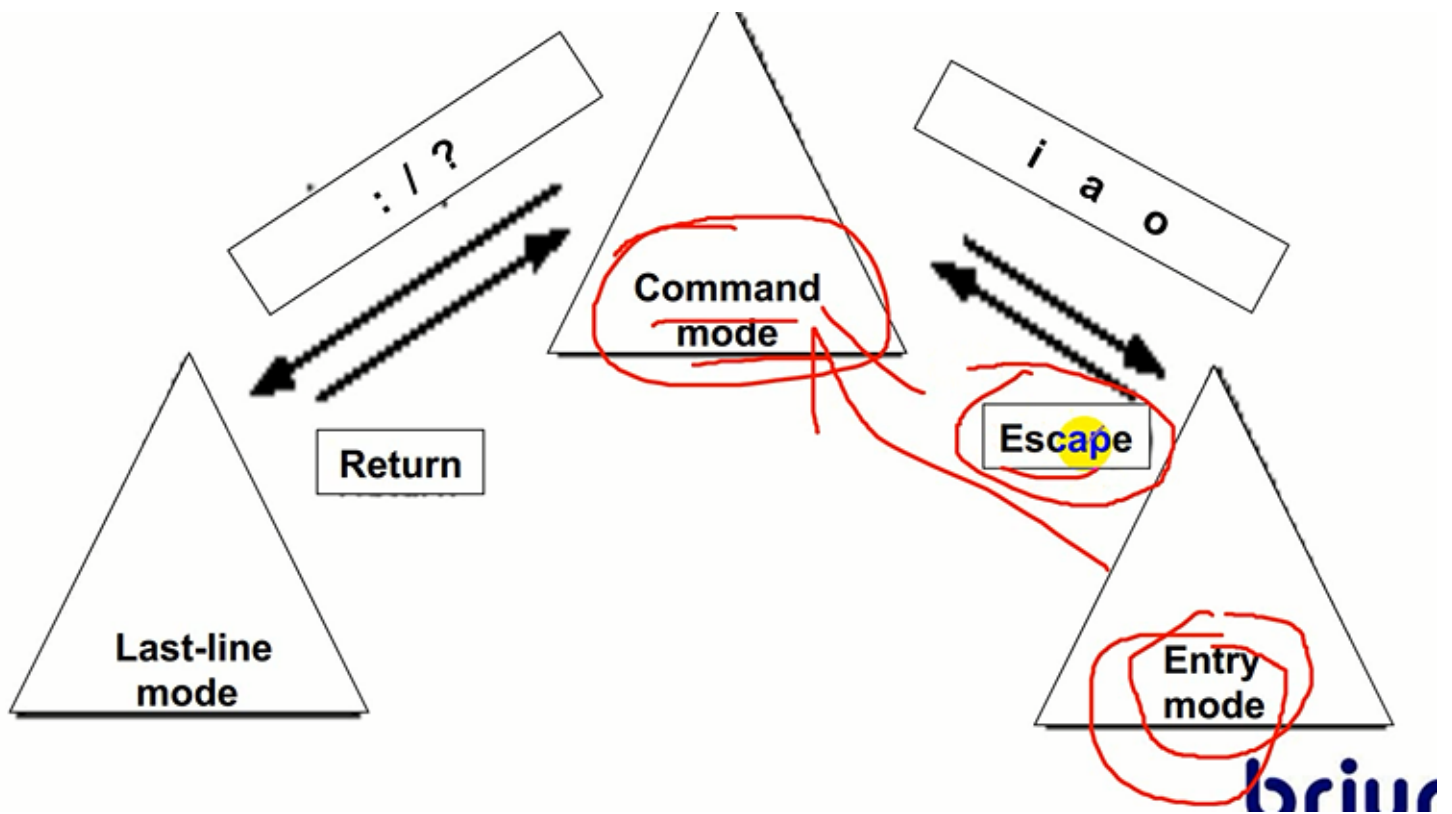 : / ?
i a o
Command
mode
Escape
Return
Last-line
mode
Entry
mode